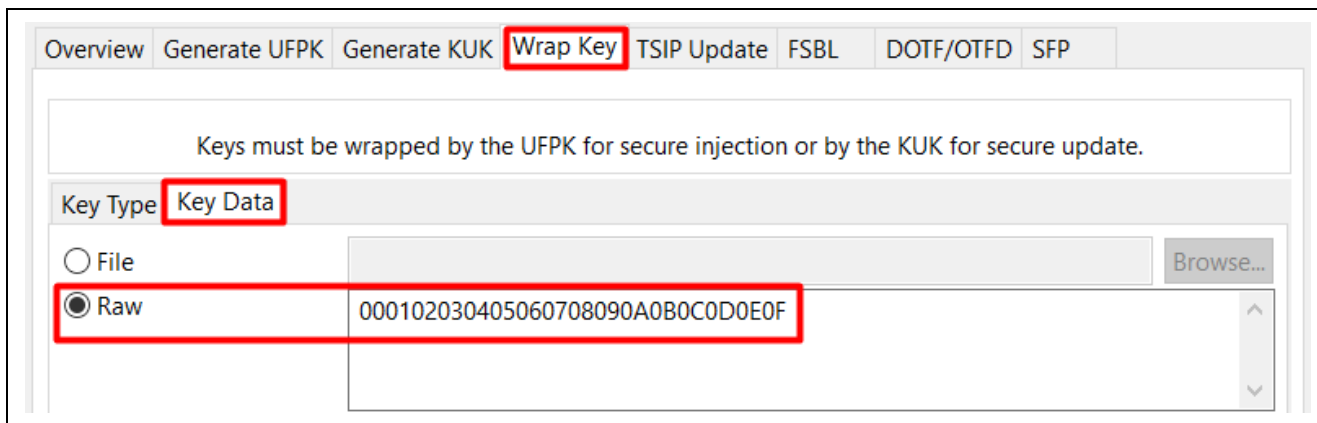 Overview Generate UFPK Generate KUK Wrap Key TSIP Update FSBL DOTF/OTFD SFP
Keys must be wrapped by the UFPK for secure injection or by the KUK for secure update.
Key Type Key Data
File Browse...
Raw 000102030405060708090A0B0C0D0E0F